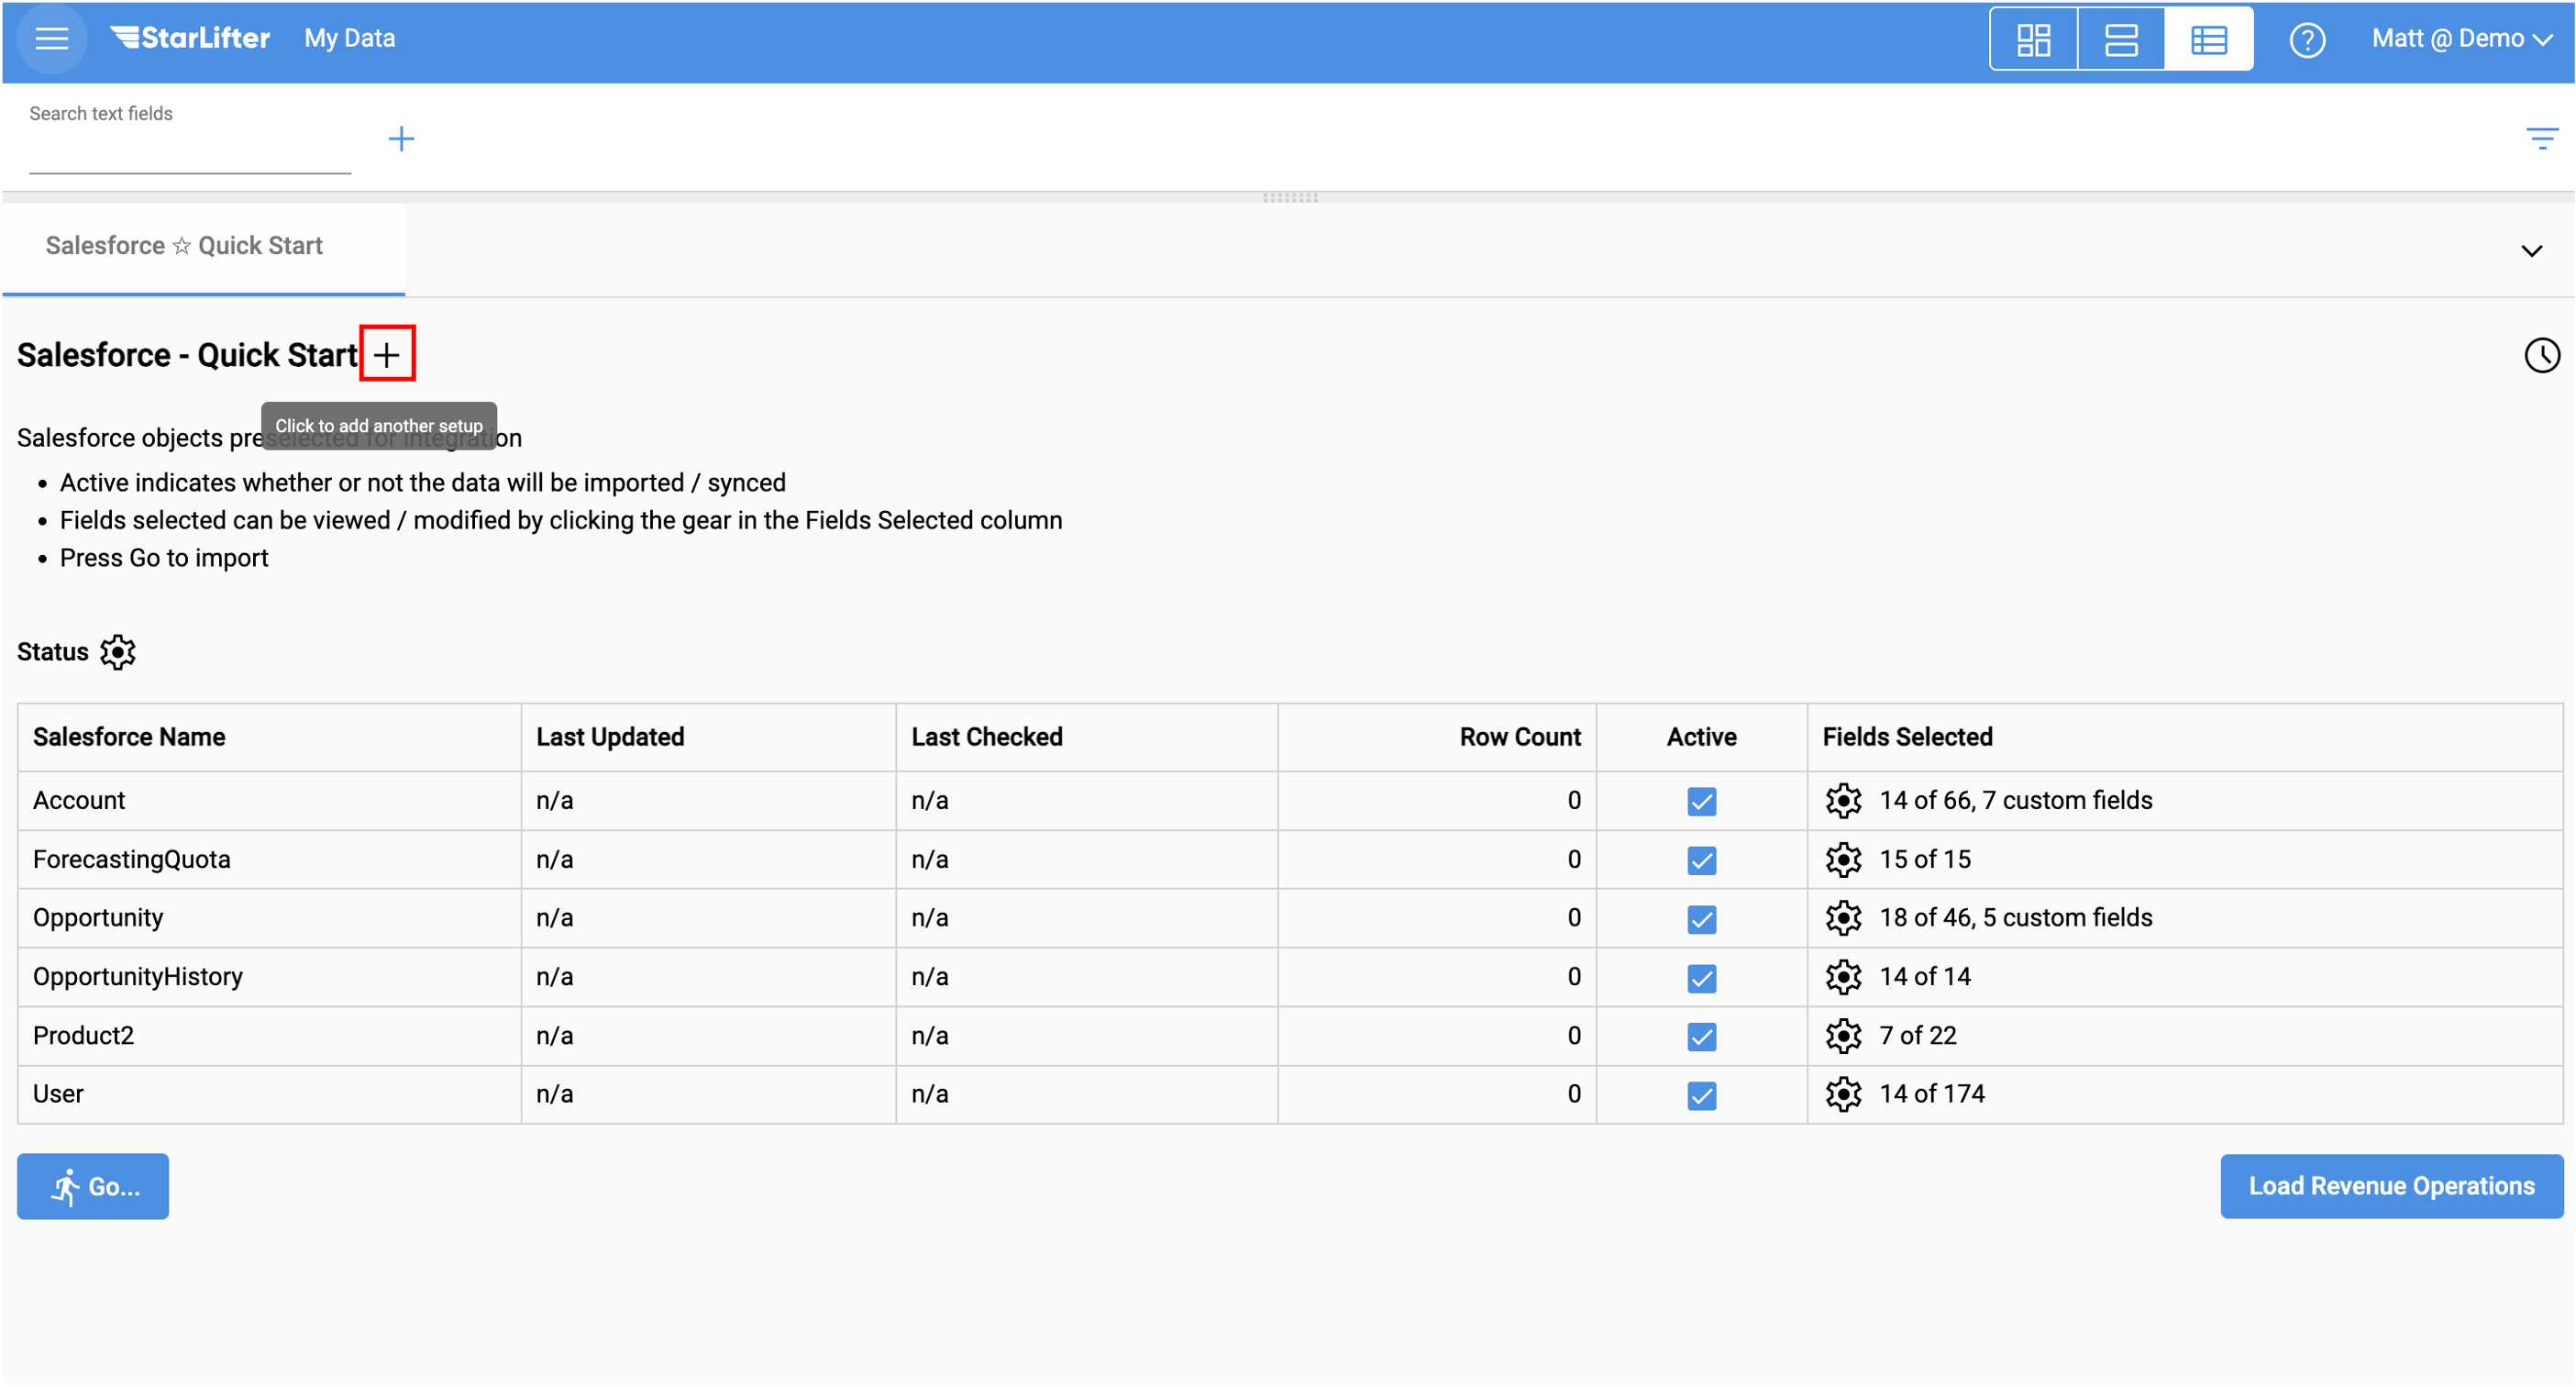 StarLifter My Data Matt @ Demo
Search text fields
Salesforce ☆ Quick Start
Salesforce - Quick Start
Click to add another setup
Salesforce objects preselected for integration
• Active indicates whether or not the data will be imported / synced
• Fields selected can be viewed / modified by clicking the gear in the Fields Selected column
• Press Go to import
Status
Salesforce Name Last Updated Last Checked Row Count Active Fields Selected
Account n/a n/a 0 14 of 66, 7 custom fields
ForecastingQuota n/a n/a 0 15 of 15
Opportunity n/a n/a 0 18 of 46, 5 custom fields
OpportunityHistory n/a n/a 0 14 of 14
Product2 n/a n/a 0 7 of 22
User n/a n/a 0 14 of 174
Go... Load Revenue Operations